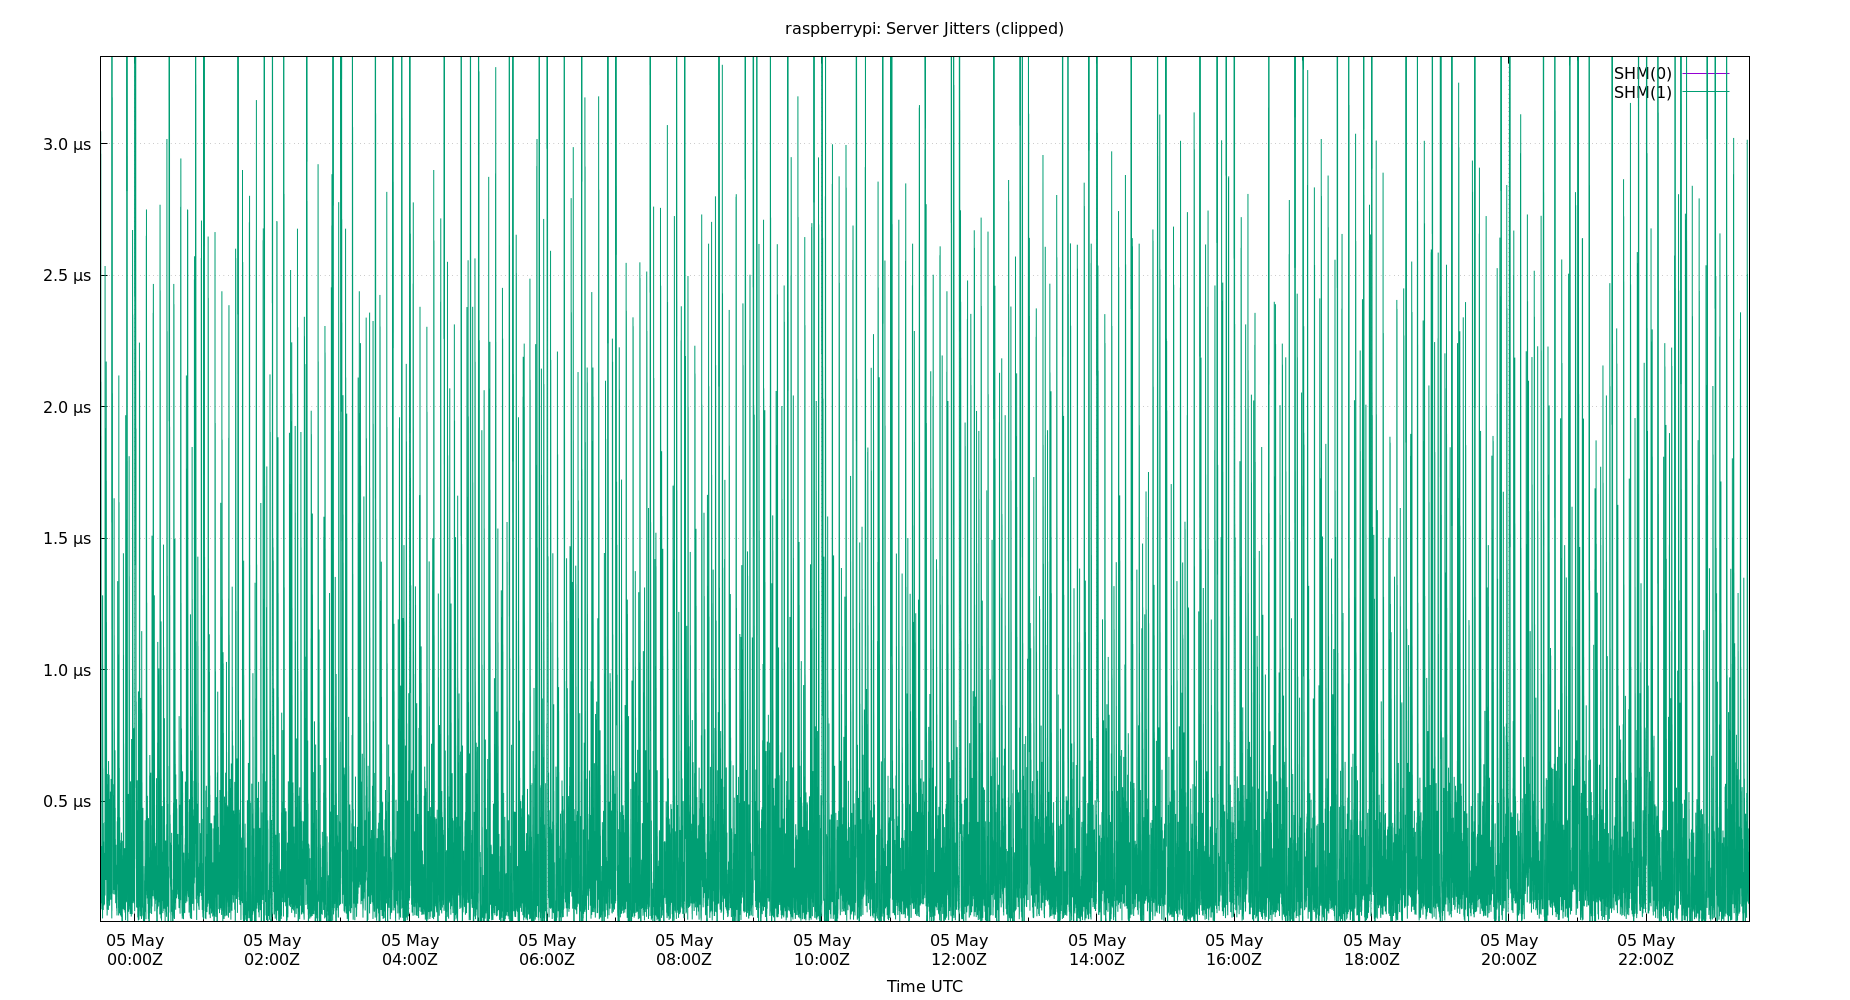 raspberrypi: Server Jitters (clipped)
SHM(0)
SHM(1)
3.0 µs
2.5 µs
2.0 µs
1.5 µs
1.0 µs
0.5 µs
05 May 05 May 05 May 05 May 05 May 05 May 05 May 05 May 05 May 05 May 05 May 05 May
00:00Z 02:00Z 04:00Z 06:00Z 08:00Z 10:00Z 12:00Z 14:00Z 16:00Z 18:00Z 20:00Z 22:00Z
Time UTC